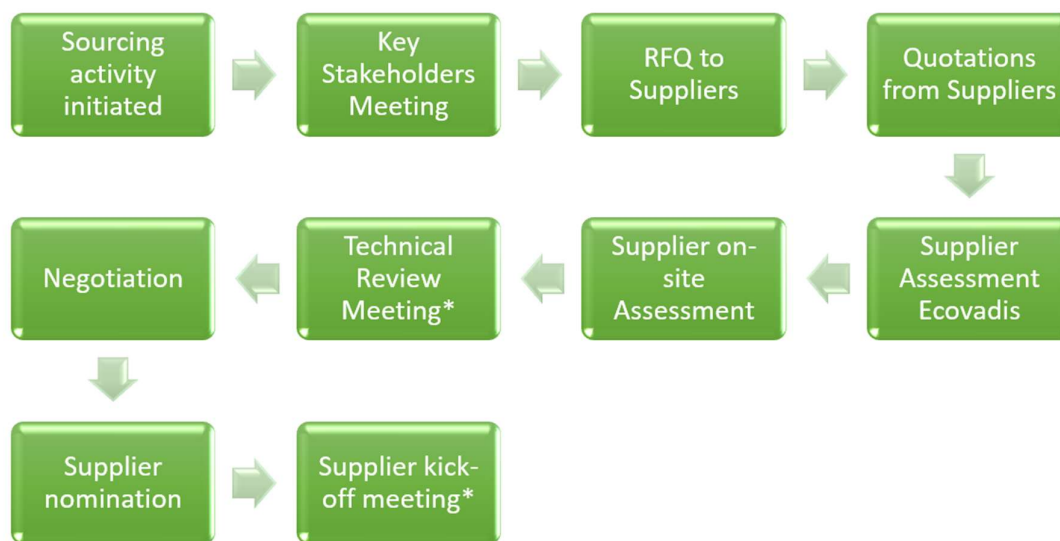 Sourcing
activity
initiated
Key
Stakeholders
Meeting
RFQ to
Suppliers
Quotations
from Suppliers
Supplier
Assessment
Ecovadis
Supplier on-
site
Assessment
Technical
Review
Meeting*
Negotiation
Supplier
nomination
Supplier kick-
off meeting*